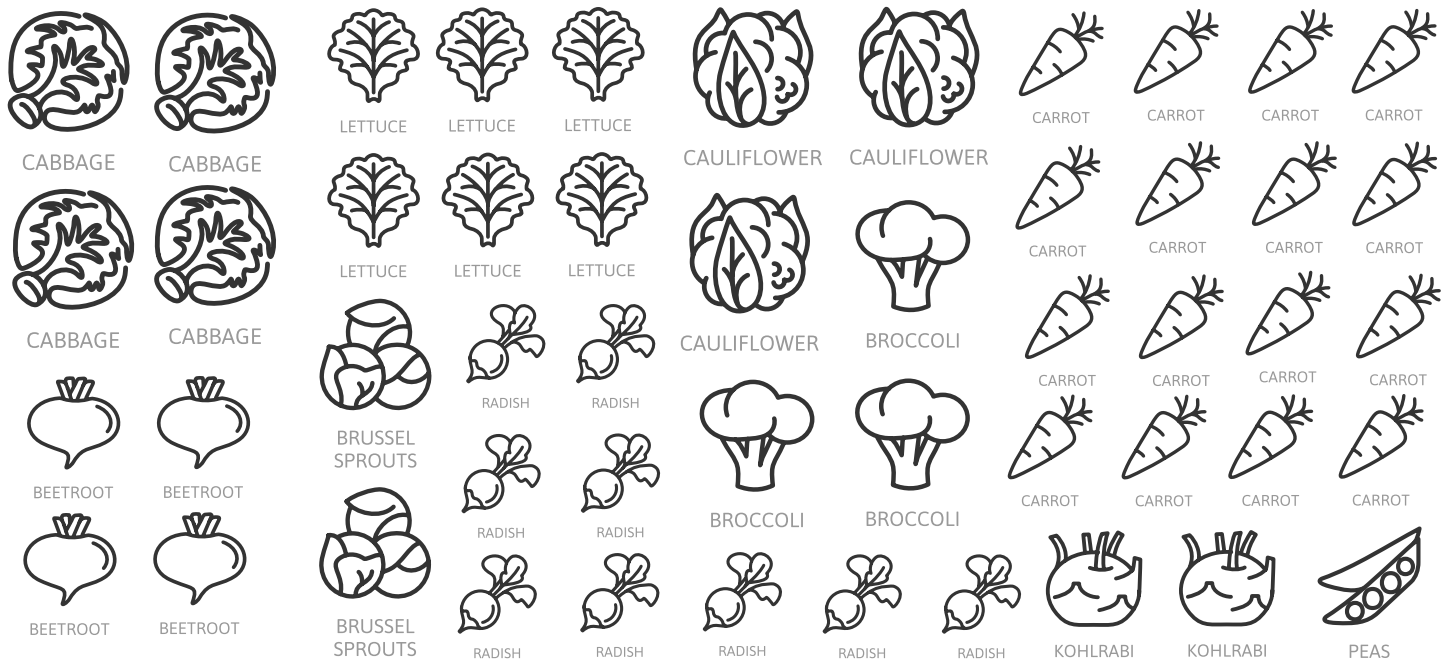 LETTUCE
LETTUCE
LETTUCE
CARROT
CARROT
CARROT
CARROT
CABBAGE
CABBAGE
CAULIFLOWER
CAULIFLOWER
CARROT
CARROT
CARROT
CARROT
LETTUCE
LETTUCE
LETTUCE
CABBAGE
CABBAGE
CAULIFLOWER
BROCCOLI
CARROT
CARROT
CARROT
CARROT
RADISH
RADISH
BRUSSEL
SPROUTS
BEETROOT
BEETROOT
CARROT
CARROT
CARROT
CARROT
BROCCOLI
BROCCOLI
RADISH
RADISH
BEETROOT
BEETROOT
BRUSSEL
SPROUTS
RADISH
RADISH
RADISH
RADISH
RADISH
KOHLRABI
KOHLRABI
PEAS